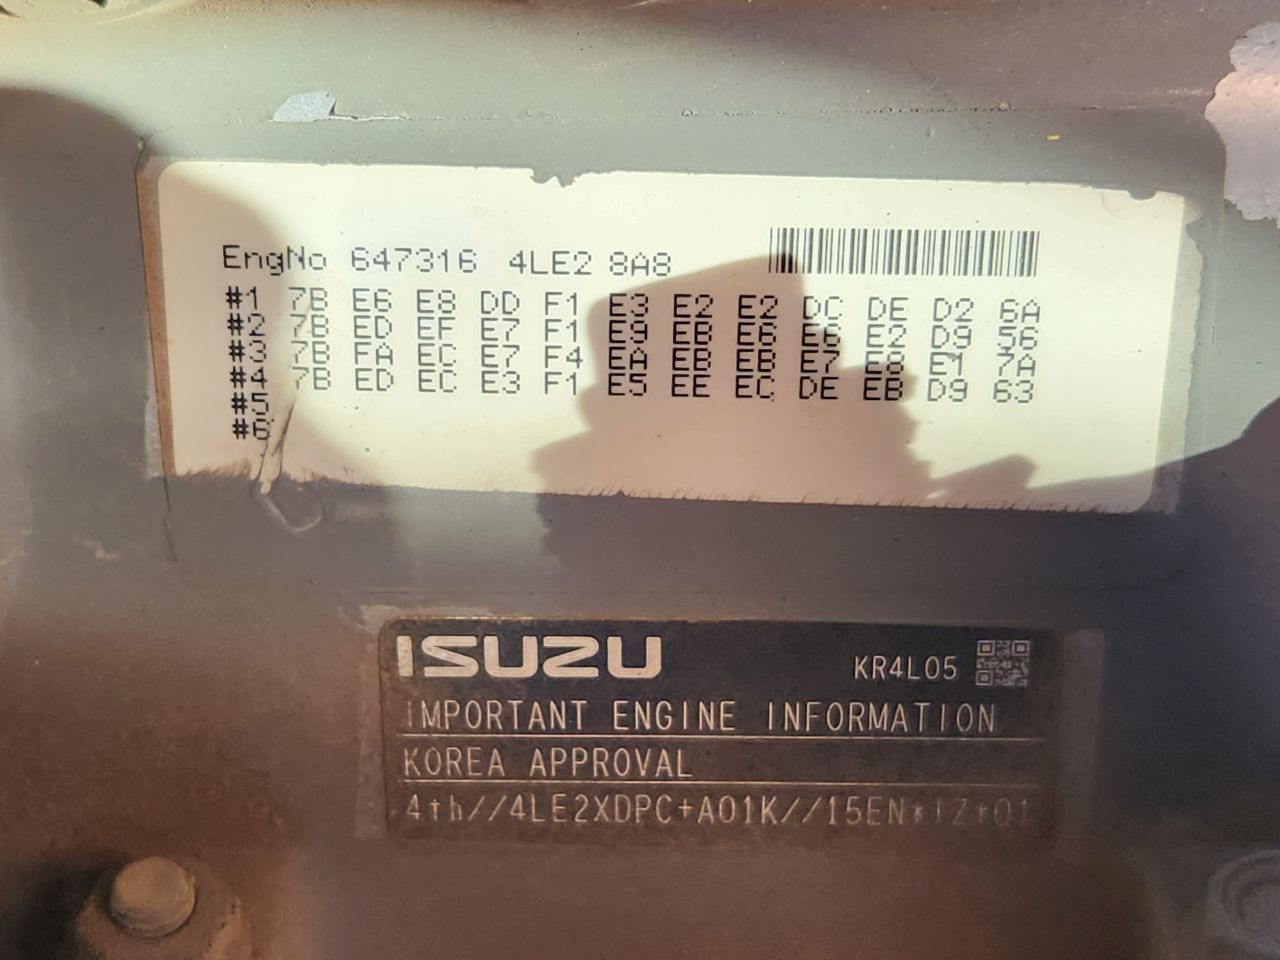 EngNo 647316 4LE2 8A8
#1 7B E6 E8 DD F1 E3 E2 E2 DC DE D2 6A
#2 7B ED EF E7 F1 E9 EB E6 E6 E2 D9 56
#3 7B FA EC E7 F4 EA EB EB E7 E8 E1 7A
#4 7B ED EC E3 F1 E5 EE EC DE EB D9 63
#5
#6
ISUZU
KR4L05
IMPORTANT ENGINE INFORMATION
KOREA APPROVAL
4th//4LE2XDPC+A01K//15EN*IZ*01